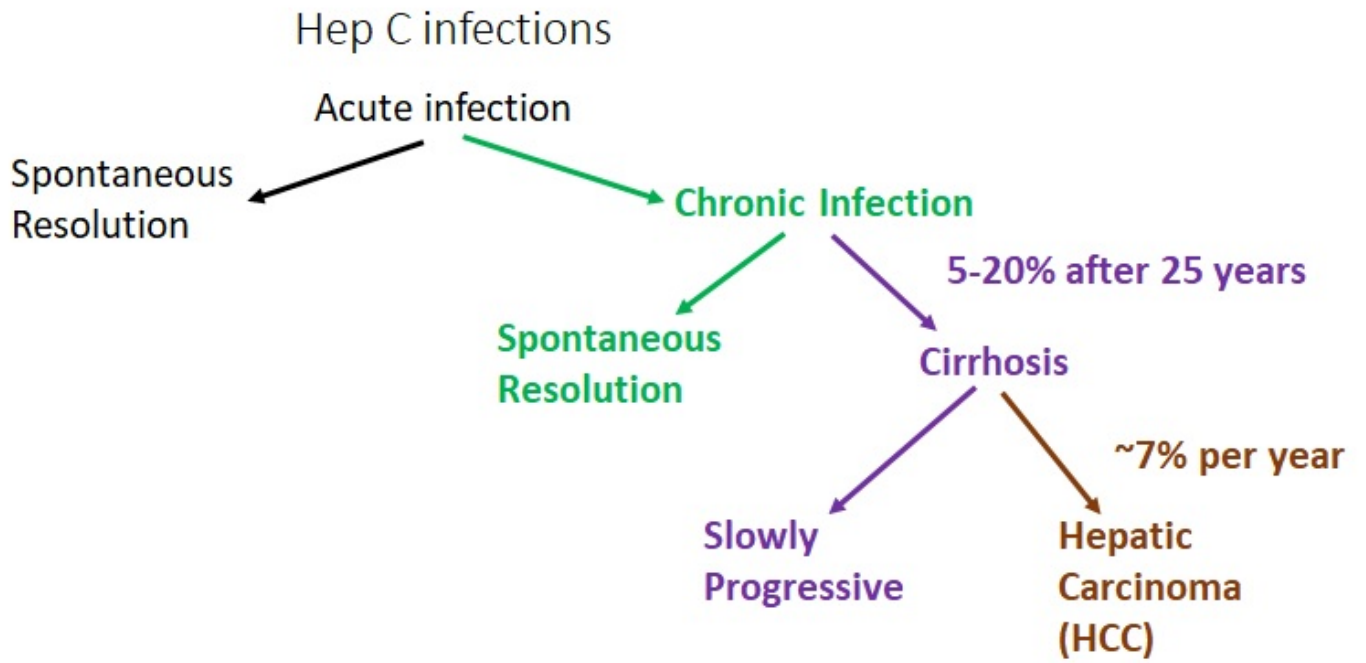 Hep C infections
Acute infection
Spontaneous
Resolution
Chronic Infection
5-20% after 25 years
Spontaneous
Resolution
Cirrhosis
~7% per year
Slowly
Progressive
Hepatic
Carcinoma
(HCC)